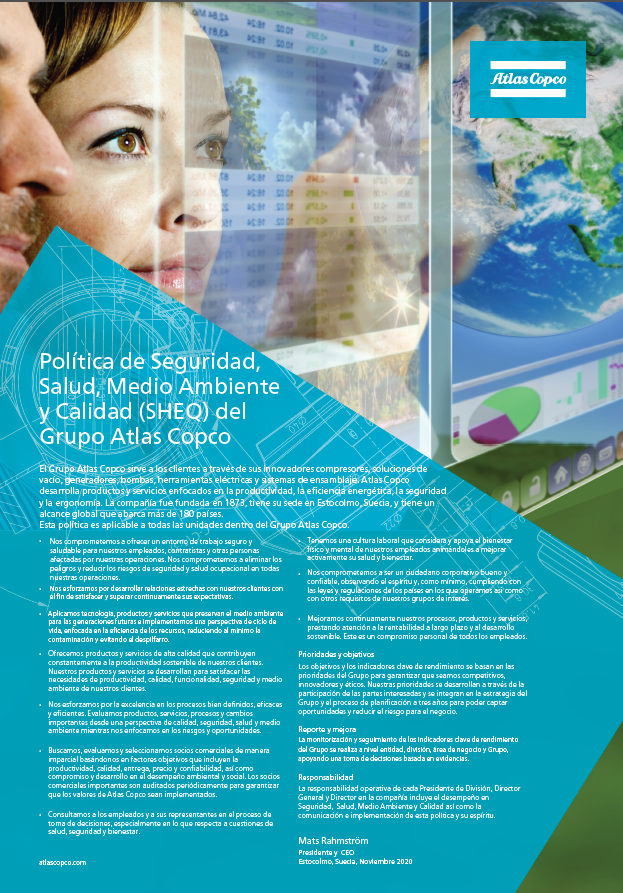 Atlas Copco
Política de Seguridad,
Salud, Medio Ambiente
y Calidad (SHEQ) del
Grupo Atlas Copco
El Grupo Atlas Copco sirve a los clientes a través de sus innovadores compresores, soluciones de
vacío, generadores, bombas, herramientas eléctricas y sistemas de ensamblaje. Atlas Copco
desarrolla productos y servicios enfocados en la productividad, la eficiencia energética, la seguridad
y la ergonomía. La compañía fue fundada en 1873, tiene su sede en Estocolmo, Suecia, y tiene un
alcance global que abarca más de 180 países.
Esta política es aplicable a todas las unidades dentro del Grupo Atlas Copco.
• Nos comprometemos a ofrecer un entorno de trabajo seguro y
saludable para nuestros empleados, contratistas y otras personas
afectadas por nuestras operaciones. Nos comprometemos a eliminar los
peligros y reducir los riesgos de seguridad y salud ocupacional en todas
nuestras operaciones.
• Nos esforzamos por desarrollar relaciones estrechas con nuestros clientes con
el fin de satisfacer y superar continuamente sus expectativas.
• Aplicamos tecnología, productos y servicios que preservan el medio ambiente
para las generaciones futuras e implementamos una perspectiva de ciclo de
vida, enfocada en la eficiencia de los recursos, reduciendo al mínimo la
contaminación y evitando el despilfarro.
• Ofrecemos productos y servicios de alta calidad que contribuyen
constantemente a la productividad sostenible de nuestros clientes.
Nuestros productos y servicios se desarrollan para satisfacer las
necesidades de productividad, calidad, funcionalidad, seguridad y medio
ambiente de nuestros clientes.
• Nos esforzamos por la excelencia en los procesos bien definidos, eficaces
y eficientes. Evaluamos productos, servicios, procesos y cambios
importantes desde una perspectiva de calidad, seguridad, salud y medio
ambiente mientras nos enfocamos en los riesgos y oportunidades.
• Buscamos, evaluamos y seleccionamos socios comerciales de manera
imparcial basándonos en factores objetivos que incluyen la
productividad, calidad, entrega, precio y confiabilidad, así como
compromiso y desarrollo en el desempeño ambiental y social. Los socios
comerciales importantes son auditados periódicamente para garantizar
que los valores de Atlas Copco sean implementados.
• Consultamos a los empleados y a sus representantes en el proceso de
toma de decisiones, especialmente en lo que respecta a cuestiones de
salud, seguridad y bienestar.
atlascopco.com
• Tenemos una cultura laboral que considera y apoya el bienestar
físico y mental de nuestros empleados animándoles a mejorar
activamente su salud y bienestar.
• Nos comprometemos a ser un ciudadano corporativo bueno y
confiable, observando el espíritu y, como mínimo, cumpliendo con
las leyes y regulaciones de los países en los que operamos así como
con otros requisitos de nuestros grupos de interés.
• Mejoramos continuamente nuestros procesos, productos y servicios,
prestando atención a la rentabilidad a largo plazo y al desarrollo
sostenible. Este es un compromiso personal de todos los empleados.
Prioridades y objetivos
Los objetivos y los indicadores clave de rendimiento se basan en las
prioridades del Grupo para garantizar que seamos competitivos,
innovadores y éticos. Nuestras prioridades se desarrollan a través de la
participación de las partes interesadas y se integran en la estrategia del
Grupo y el proceso de planificación a tres años para poder captar
oportunidades y reducir el riesgo para el negocio.
Reporte y mejora
La monitorización y seguimiento de los indicadores clave de rendimiento
del Grupo se realiza a nivel entidad, división, área de negocio y Grupo,
apoyando una toma de decisiones basada en evidencias.
Responsabilidad
La responsabilidad operativa de cada Presidente de División, Director
General y Director en la compañía incluye el desempeño en
Seguridad, Salud, Medio Ambiente y Calidad así como la
comunicación e implementación de esta política y su espíritu.
Mats Rahmström
Presidente y CEO
Estocolmo, Suecia, Noviembre 2020